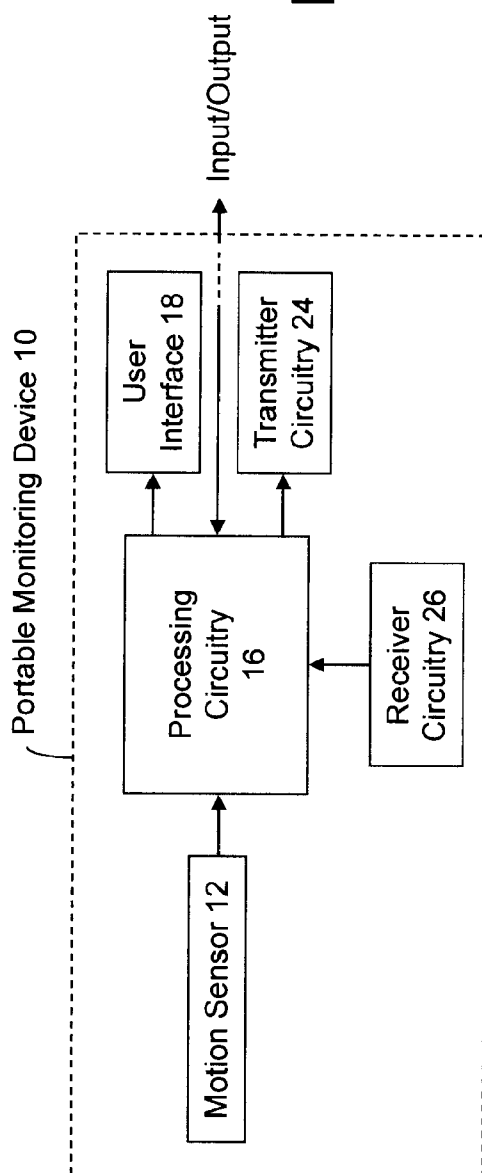 Portable Monitoring Device 10
Motion Sensor 12
Processing
Circuitry
16
User
Interface 18
Input/Output
Transmitter
Circuitry 24
Receiver
Circuitry 26